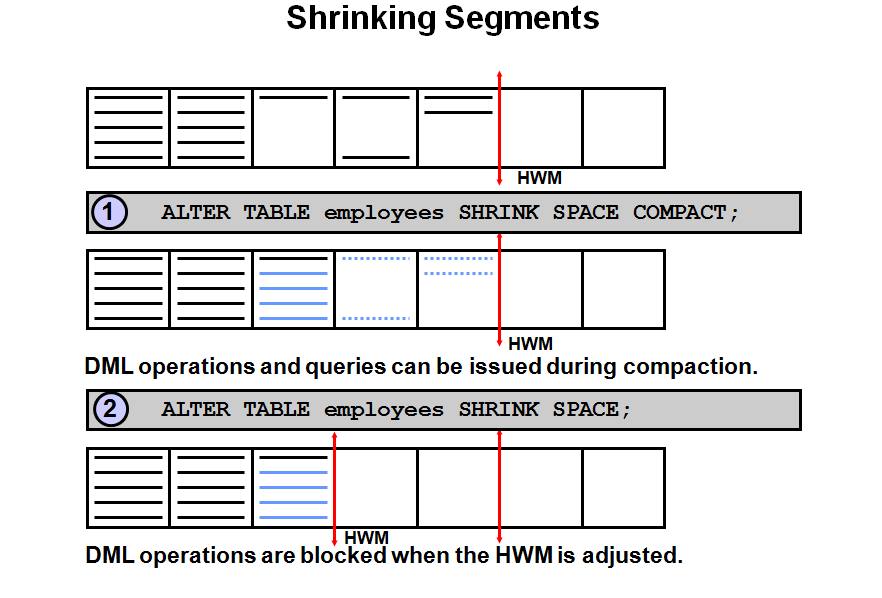 Shrinking Segments
HWM
1 ALTER TABLE employees SHRINK SPACE COMPACT;
HWM
DML operations and queries can be issued during compaction.
2 ALTER TABLE employees SHRINK SPACE;
HWM
DML operations are blocked when the HWM is adjusted.